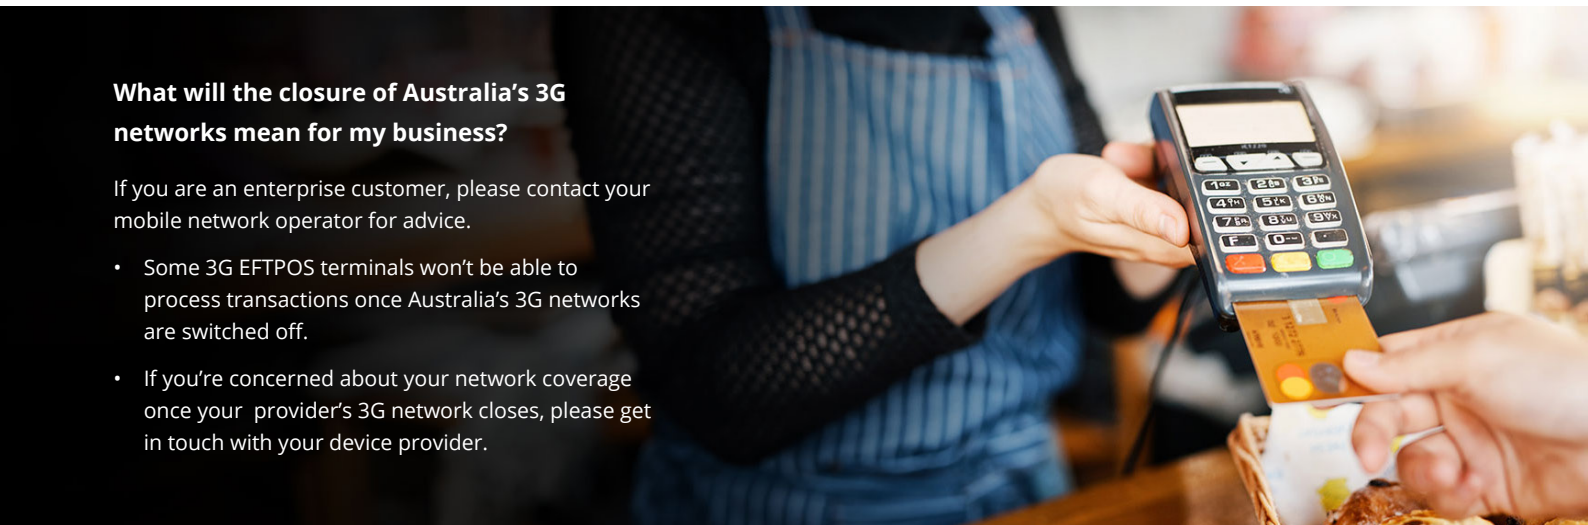 What will the closure of Australia’s 3G
networks mean for my business?
If you are an enterprise customer, please contact your
mobile network operator for advice.
• Some 3G EFTPOS terminals won’t be able to
process transactions once Australia’s 3G networks
are switched off.
• If you’re concerned about your network coverage
once your  provider’s 3G network closes, please get
in touch with your device provider.